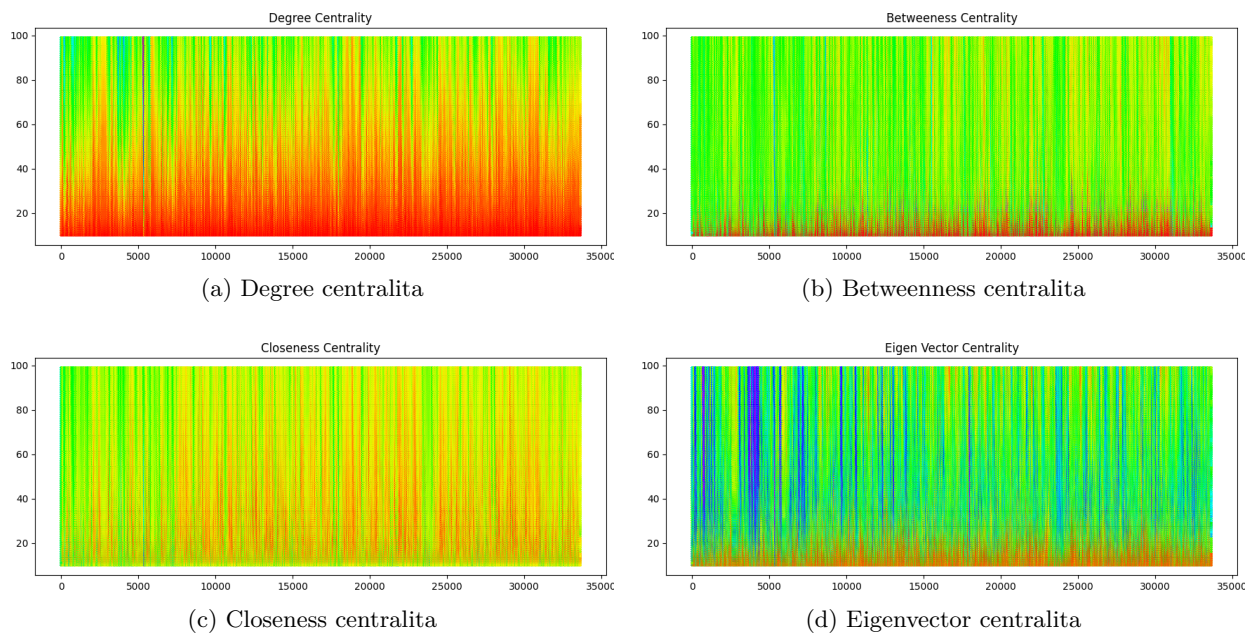 Degree Centrality
100
80
60
40
20
0 5000 10000 15000 20000 25000 30000 35000
(a) Degree centralita
Betweeness Centrality
100
80
60
40
20
0 5000 10000 15000 20000 25000 30000 35000
(b) Betweenness centralita
Closeness Centrality
100
80
60
40
20
0 5000 10000 15000 20000 25000 30000 35000
(c) Closeness centralita
Eigen Vector Centrality
100
80
60
40
20
0 5000 10000 15000 20000 25000 30000 35000
(d) Eigenvector centralita